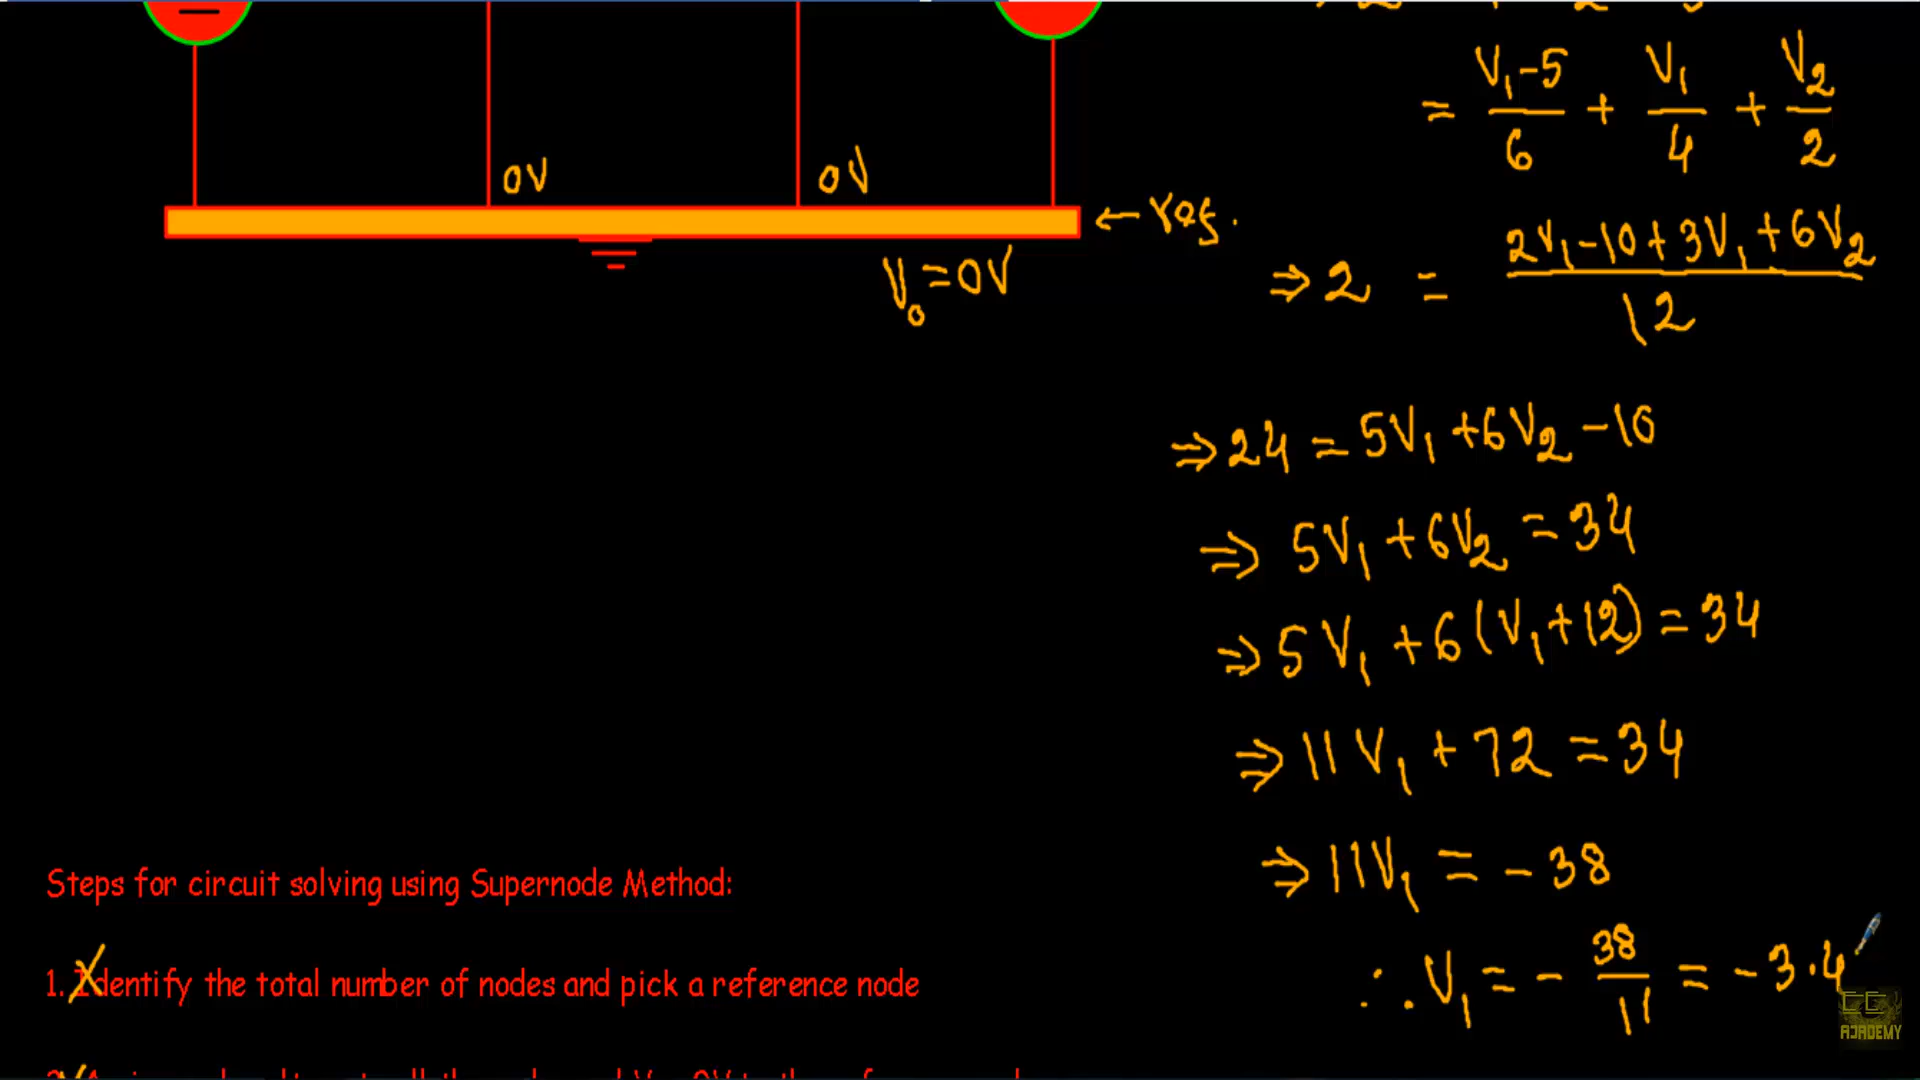 = V₁-5/6 + V₁/4 + V₂/2
0V 0V
← ref.
V₀=0V
⇒ 2 = 2V₁-10+3V₁+6V₂/12
⇒ 24 = 5V₁+6V₂-10
⇒ 5V₁+6V₂=34
⇒ 5V₁+6(V₁+12)=34
⇒ 11V₁+72=34
⇒ 11V₁ = -38
∴ V₁ = - 38/11 = -3.4
Steps for circuit solving using Supernode Method:
1. Identify the total number of nodes and pick a reference node
ACADEMY